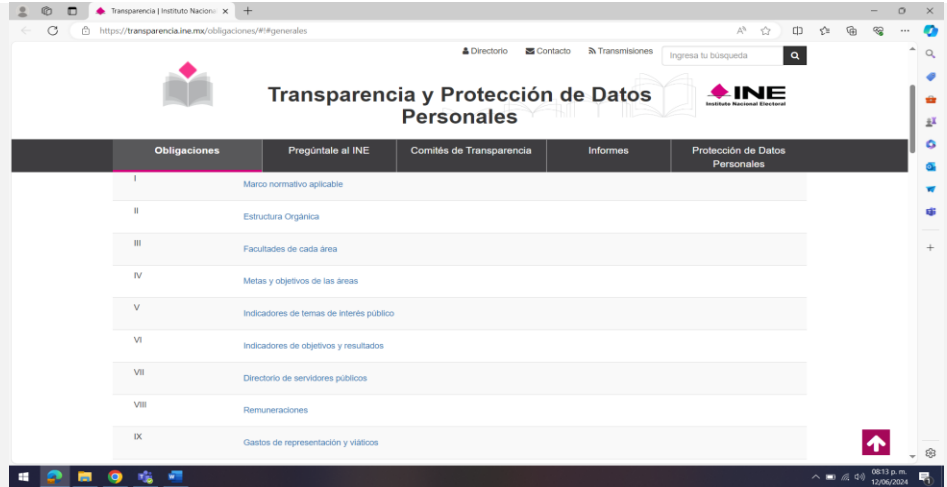 Transparencia | Instituto Naciona
https://transparencia.ine.mx/obligaciones/#!#generales
Directorio Contacto Transmisiones Ingresa tu búsqueda
Transparencia y Protección de Datos
Personales
INE
Instituto Nacional Electoral
Obligaciones Pregúntale al INE Comités de Transparencia Informes Protección de Datos
Personales
I Marco normativo aplicable
II Estructura Orgánica
III Facultades de cada área
IV Metas y objetivos de las áreas
V Indicadores de temas de interés público
VI Indicadores de objetivos y resultados
VII Directorio de servidores públicos
VIII Remuneraciones
IX Gastos de representación y viáticos
08:13 p. m.
12/06/2024